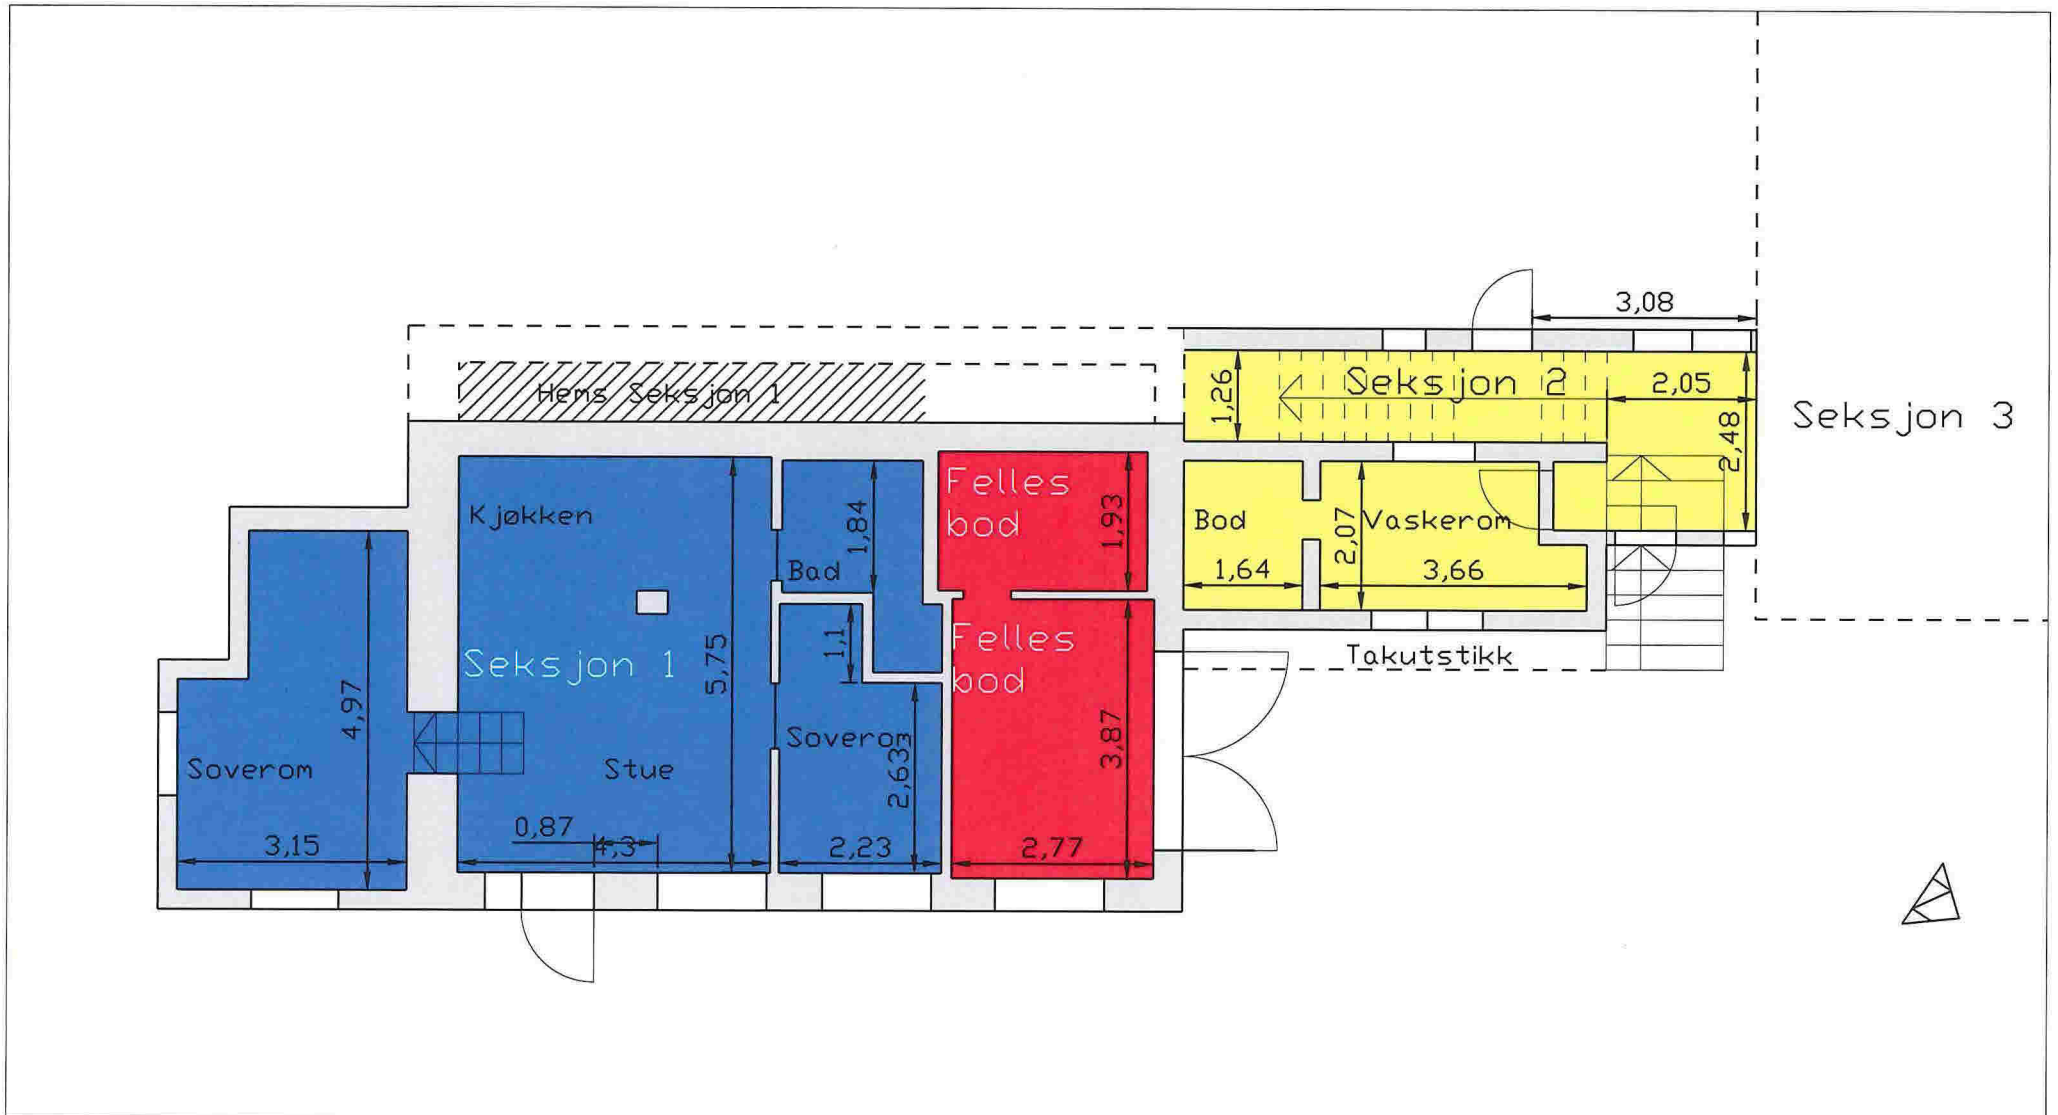 3,08
Hems Seksjon 1
1,26
Seksjon 2
2,05
2,48
Seksjon 3
Kjøkken
1,84
Bad
Felles
bod
1,93
Bod
2,07
Vaskerom
1,64
3,66
Seksjon 1
5,75
1,1
Felles
bod
Takutstikk
4,97
Soverom
Stue
Soverom
2,63
3,87
3,15
0,87
4,3
2,23
2,77